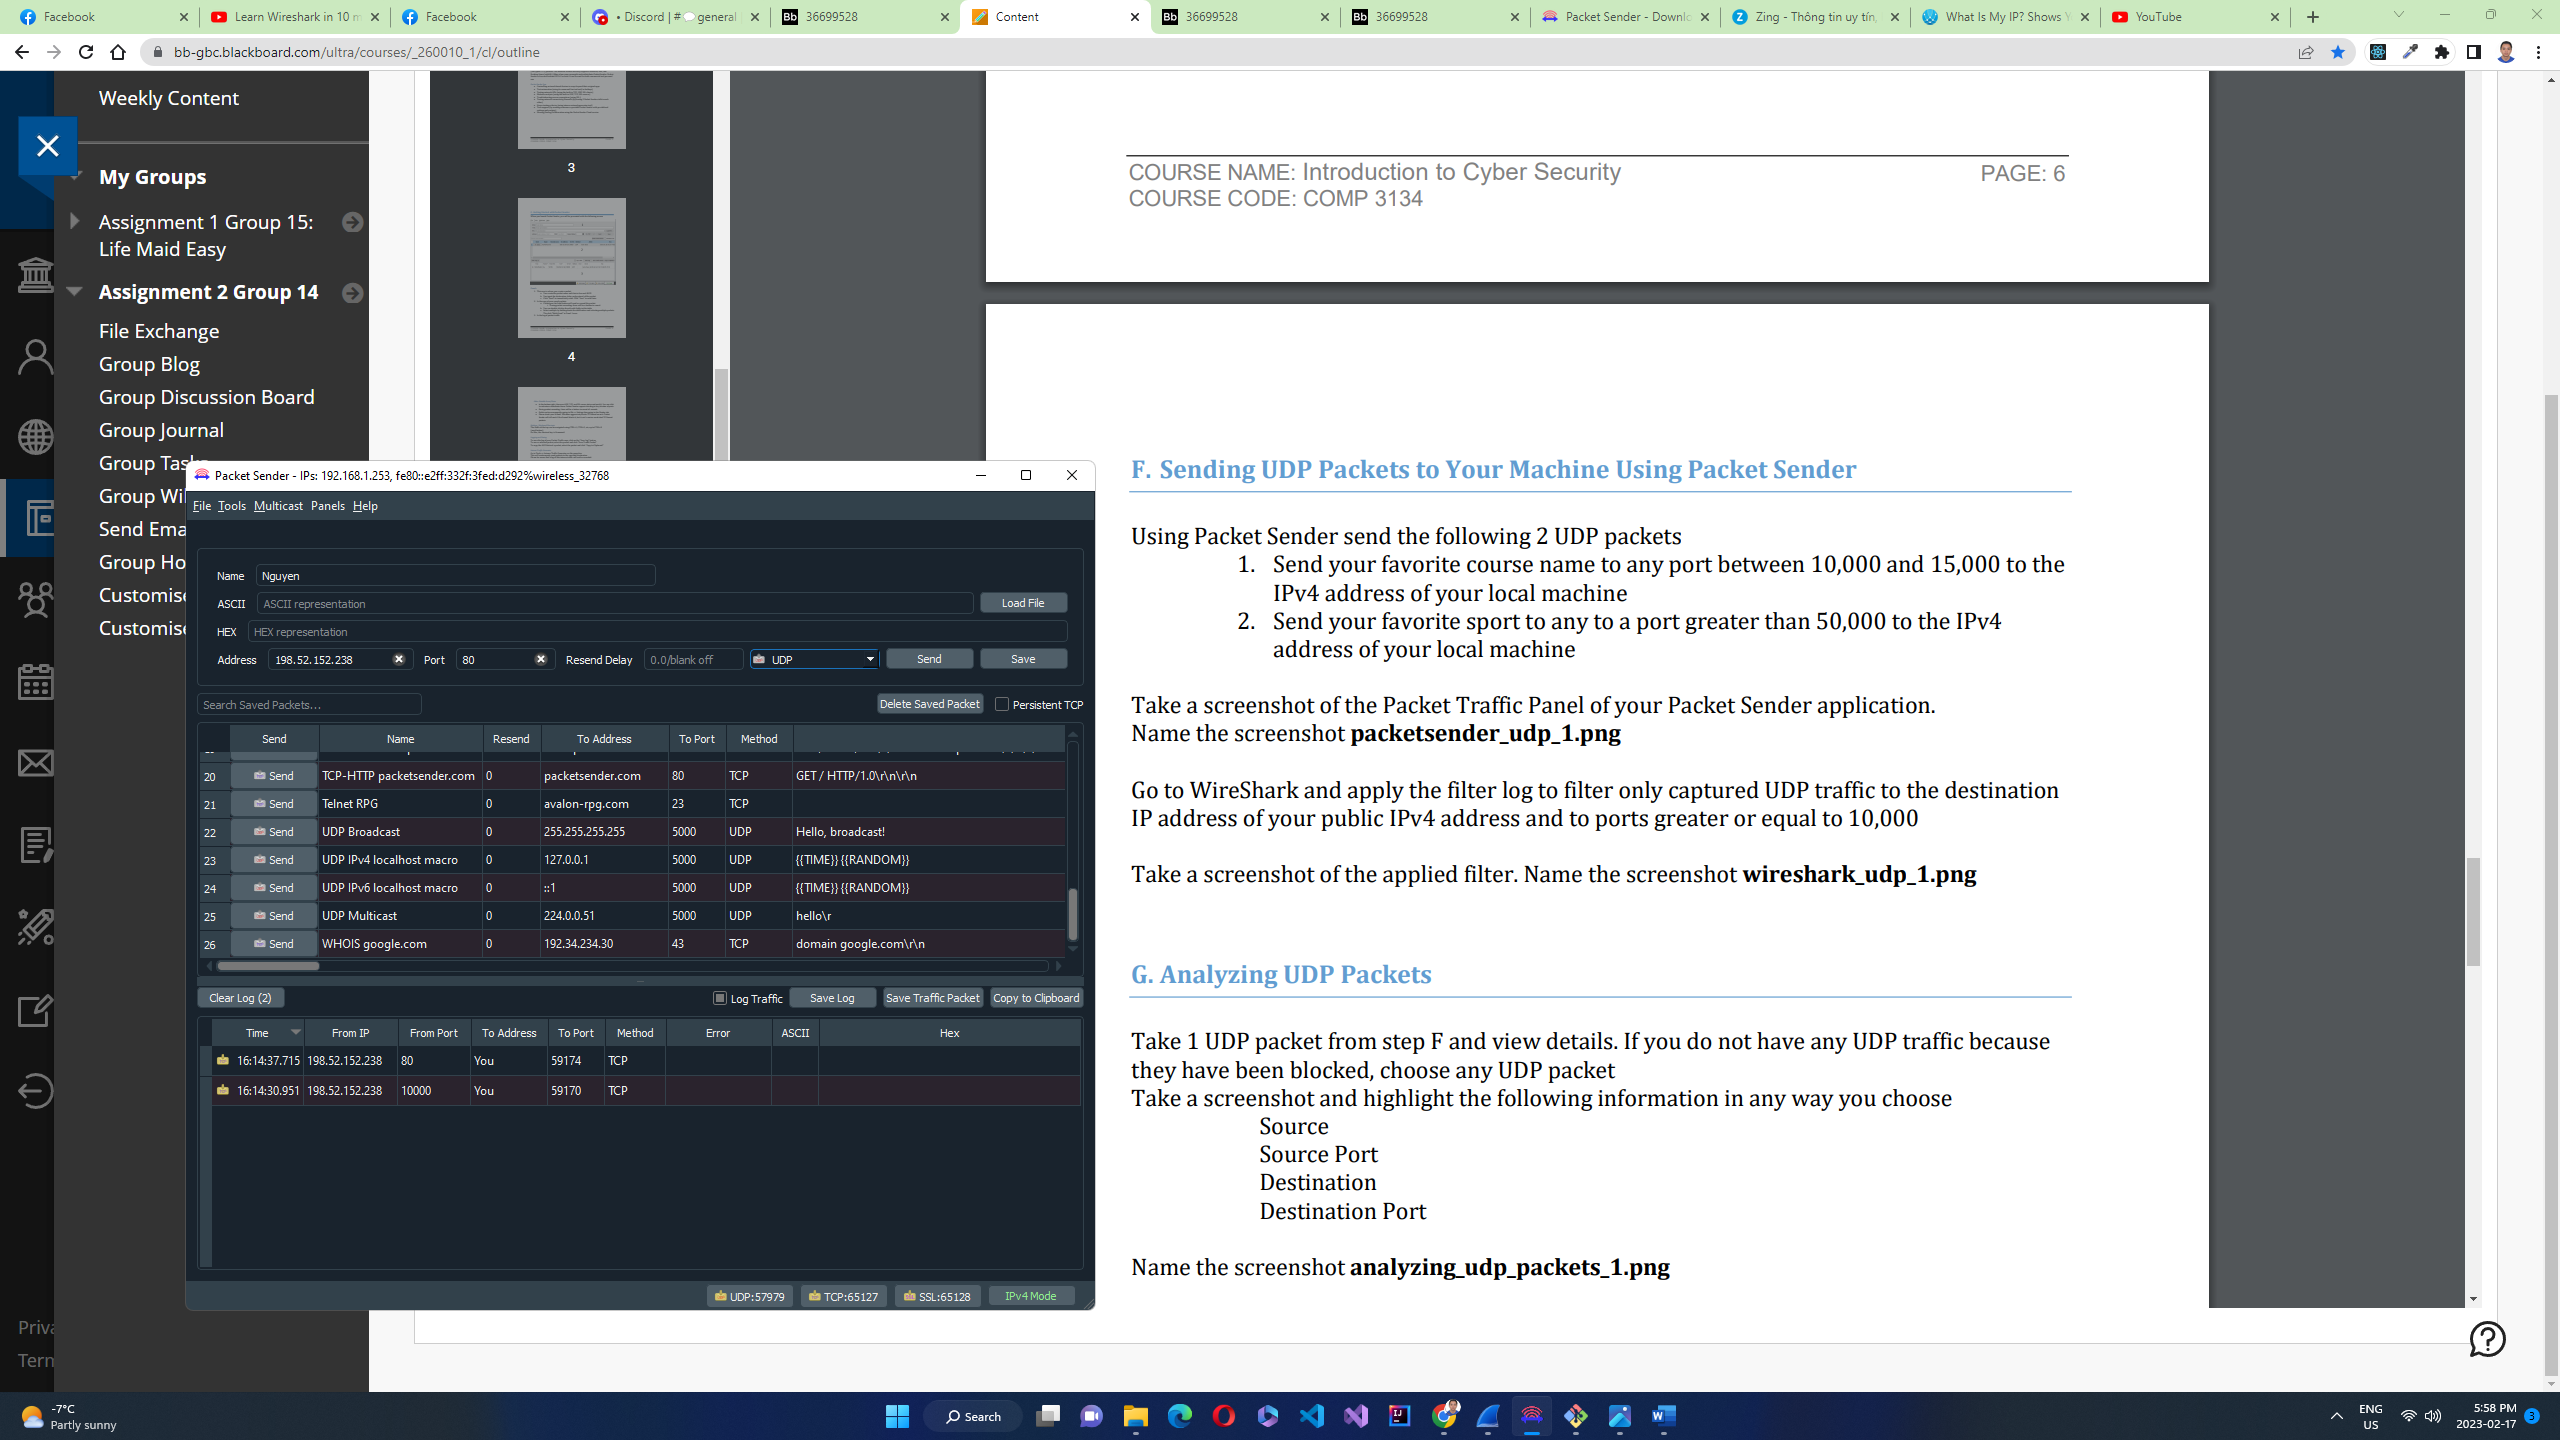 Facebook
Learn Wireshark in 10 m
Facebook
• Discord | #💬general
Bb 36699528
Content
Bb 36699528
Bb 36699528
Packet Sender - Downlo
Zing - Thông tin uy tín,
What Is My IP? Shows Y
YouTube
bb-gbc.blackboard.com/ultra/courses/_260010_1/cl/outline
Weekly Content
My Groups
Assignment 1 Group 15:
Life Maid Easy
Assignment 2 Group 14
File Exchange
Group Blog
Group Discussion Board
Group Journal
Group Tasks
Group Wi
Send Ema
Group Ho
Customise
Customise
Priva
Term
3
4
COURSE NAME: Introduction to Cyber Security
PAGE: 6
COURSE CODE: COMP 3134
F. Sending UDP Packets to Your Machine Using Packet Sender
Using Packet Sender send the following 2 UDP packets
1. Send your favorite course name to any port between 10,000 and 15,000 to the
IPv4 address of your local machine
2. Send your favorite sport to any to a port greater than 50,000 to the IPv4
address of your local machine
Take a screenshot of the Packet Traffic Panel of your Packet Sender application.
Name the screenshot packetsender_udp_1.png
Go to WireShark and apply the filter log to filter only captured UDP traffic to the destination
IP address of your public IPv4 address and to ports greater or equal to 10,000
Take a screenshot of the applied filter. Name the screenshot wireshark_udp_1.png
G. Analyzing UDP Packets
Take 1 UDP packet from step F and view details. If you do not have any UDP traffic because
they have been blocked, choose any UDP packet
Take a screenshot and highlight the following information in any way you choose
Source
Source Port
Destination
Destination Port
Name the screenshot analyzing_udp_packets_1.png
Packet Sender - IPs: 192.168.1.253, fe80::e2ff:332f:3fed:d292%wireless_32768
File Tools Multicast Panels Help
Name Nguyen
ASCII ASCII representation Load File
HEX HEX representation
Address 198.52.152.238 Port 80 Resend Delay 0.0/blank off UDP Send Save
Search Saved Packets... Delete Saved Packet Persistent TCP
Send Name Resend To Address To Port Method
20 Send TCP-HTTP packetsender.com 0 packetsender.com 80 TCP GET / HTTP/1.0\r\n\r\n
21 Send Telnet RPG 0 avalon-rpg.com 23 TCP
22 Send UDP Broadcast 0 255.255.255.255 5000 UDP Hello, broadcast!
23 Send UDP IPv4 localhost macro 0 127.0.0.1 5000 UDP {{TIME}} {{RANDOM}}
24 Send UDP IPv6 localhost macro 0 ::1 5000 UDP {{TIME}} {{RANDOM}}
25 Send UDP Multicast 0 224.0.0.51 5000 UDP hello\r
26 Send WHOIS google.com 0 192.34.234.30 43 TCP domain google.com\r\n
Clear Log (2) Log Traffic Save Log Save Traffic Packet Copy to Clipboard
Time From IP From Port To Address To Port Method Error ASCII Hex
16:14:37.715 198.52.152.238 80 You 59174 TCP
16:14:30.951 198.52.152.238 10000 You 59170 TCP
UDP:57979 TCP:65127 SSL:65128 IPv4 Mode
-7°C
Partly sunny
Search
ENG
US
5:58 PM
2023-02-17
3